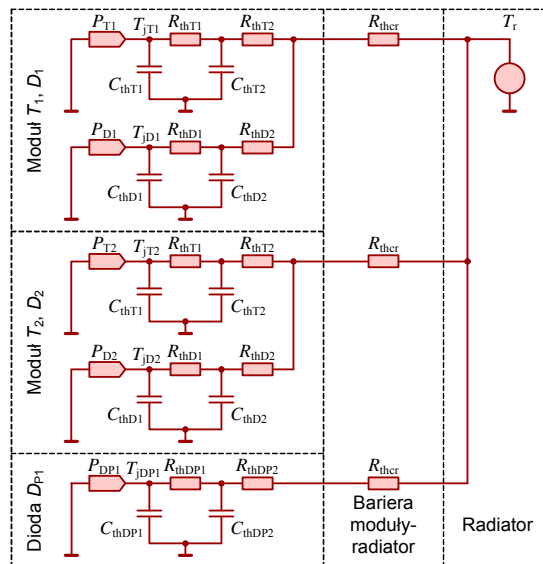 P_T1 T_jT1 R_thT1 R_thT2 R_thcr T_r
C_thT1 C_thT2
P_D1 T_jD1 R_thD1 R_thD2
C_thD1 C_thD2
Moduł T_1, D_1
P_T2 T_jT2 R_thT1 R_thT2 R_thcr
C_thT1 C_thT2
P_D2 T_jD2 R_thD1 R_thD2
C_thD1 C_thD2
Moduł T_2, D_2
P_DP1 T_jDP1 R_thDP1 R_thDP2 R_thcr
C_thDP1 C_thDP2
Dioda D_P1
Bariera
moduły-
radiator
Radiator